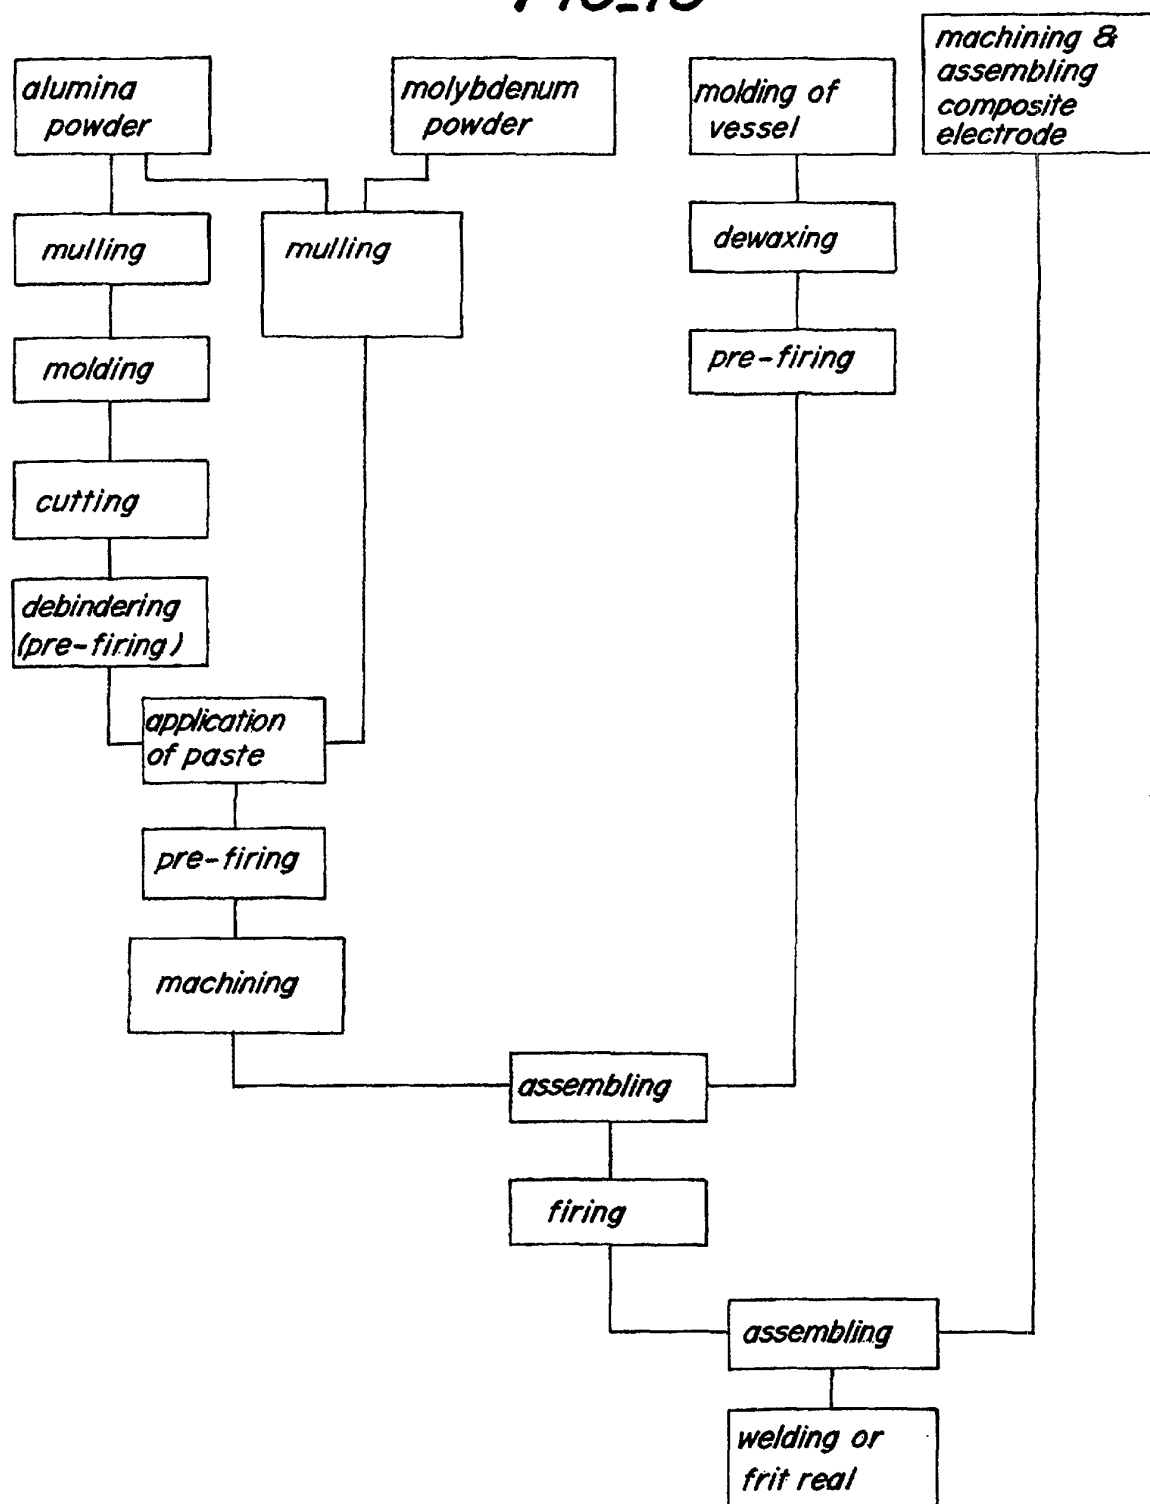 alumina
powder
molybdenum
powder
molding of
vessel
machining &
assembling
composite
electrode
mulling
mulling
dewaxing
molding
pre-firing
cutting
debindering
(pre-firing)
application
of paste
pre-firing
machining
assembling
firing
assembling
welding or
frit real